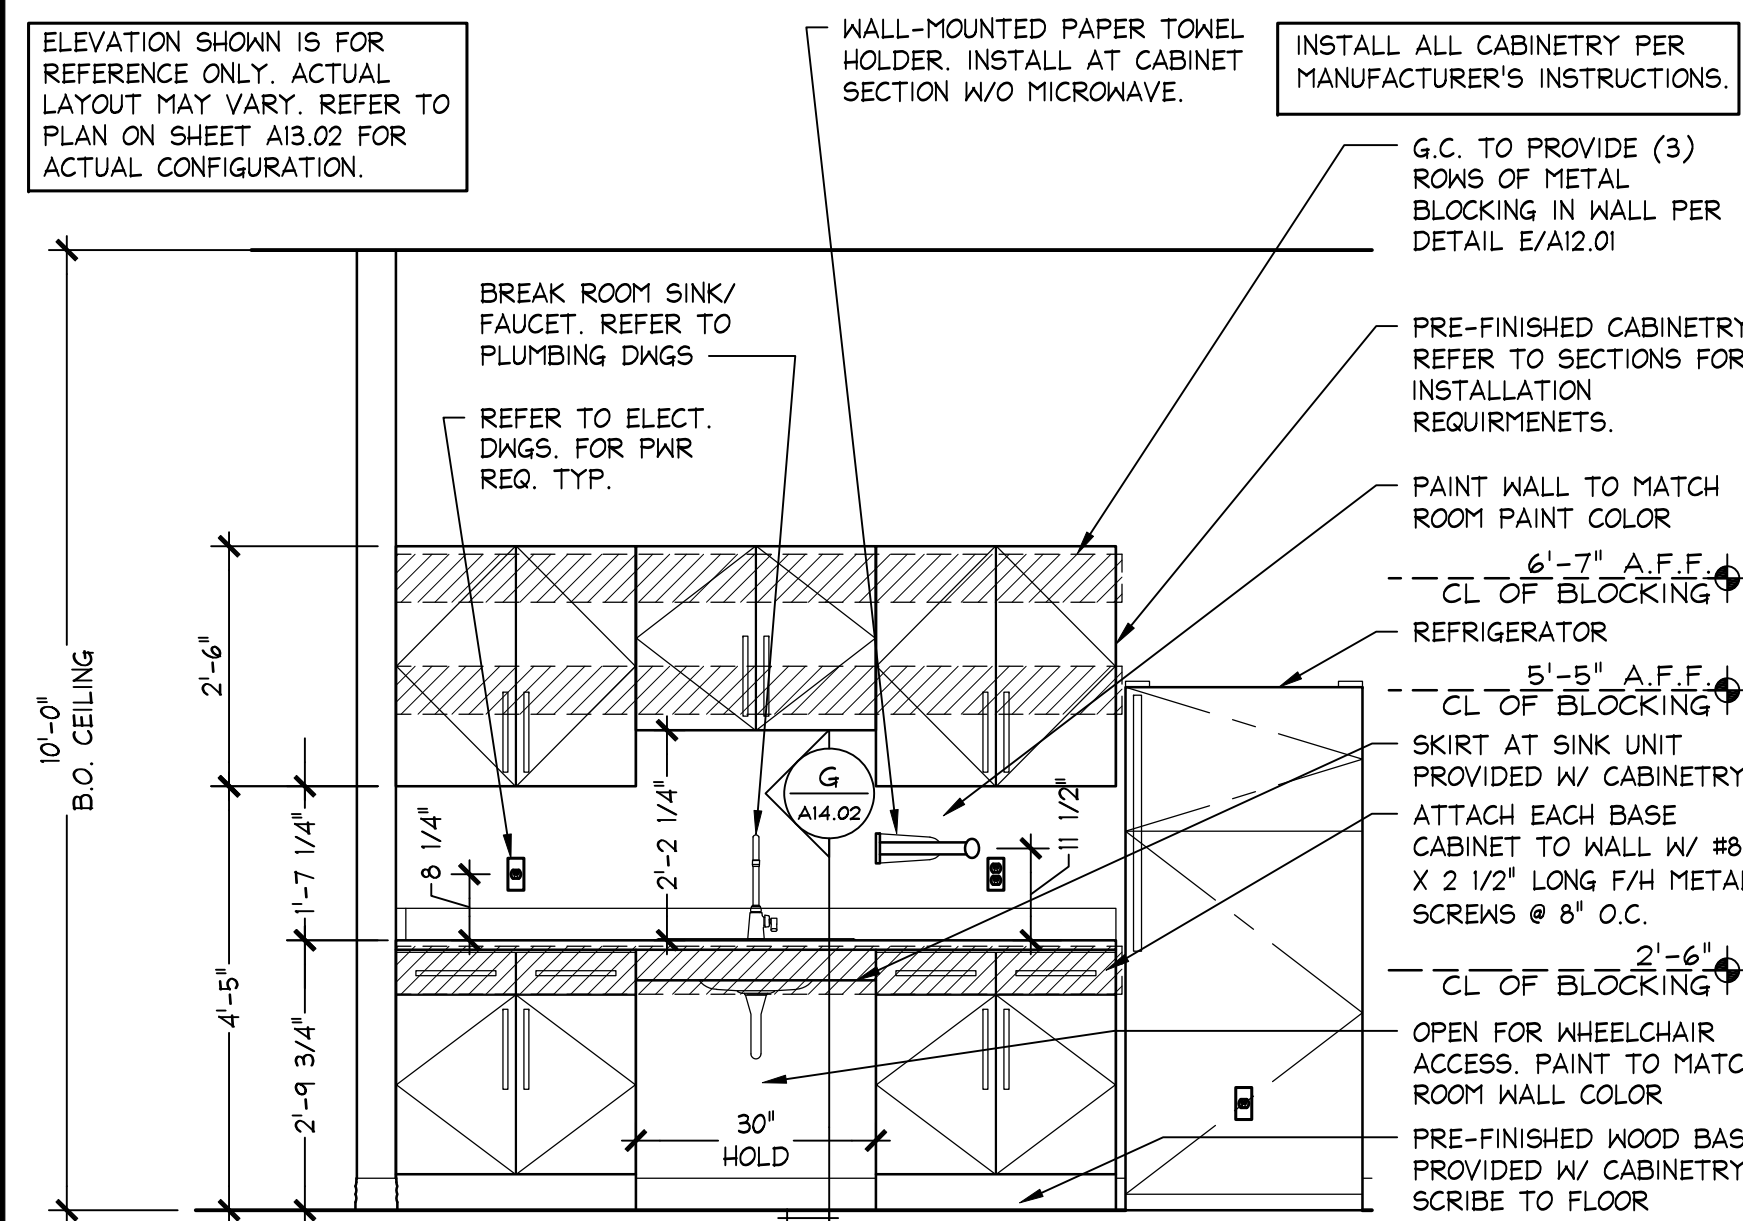 ELEVATION SHOWN IS FOR
REFERENCE ONLY. ACTUAL
LAYOUT MAY VARY. REFER TO
PLAN ON SHEET A13.02 FOR
ACTUAL CONFIGURATION.
WALL-MOUNTED PAPER TOWEL
HOLDER. INSTALL AT CABINET
SECTION W/O MICROWAVE.
INSTALL ALL CABINETRY PER
MANUFACTURER'S INSTRUCTIONS.
G.C. TO PROVIDE (3)
ROWS OF METAL
BLOCKING IN WALL PER
DETAIL E/A12.01
BREAK ROOM SINK/
FAUCET. REFER TO
PLUMBING DWGS
REFER TO ELECT.
DWGS. FOR PWR
REQ. TYP.
PRE-FINISHED CABINETRY
REFER TO SECTIONS FOR
INSTALLATION
REQUIRMENETS.
PAINT WALL TO MATCH
ROOM PAINT COLOR
6'-7" A.F.F.
CL OF BLOCKING
REFRIGERATOR
5'-5" A.F.F.
CL OF BLOCKING
SKIRT AT SINK UNIT
PROVIDED W/ CABINETRY
ATTACH EACH BASE
CABINET TO WALL W/ #8
X 2 1/2" LONG F/H METAL
SCREWS @ 8" O.C.
2'-6"
CL OF BLOCKING
OPEN FOR WHEELCHAIR
ACCESS. PAINT TO MATC
ROOM WALL COLOR
PRE-FINISHED WOOD BAS
PROVIDED W/ CABINETRY
SCRIBE TO FLOOR
10'-0"
B.O. CEILING
2'-6"
4'-5"
1'-7 1/4"
2'-9 3/4"
8 1/4"
2'-2 1/4"
G
A14.02
11 1/2"
30"
HOLD